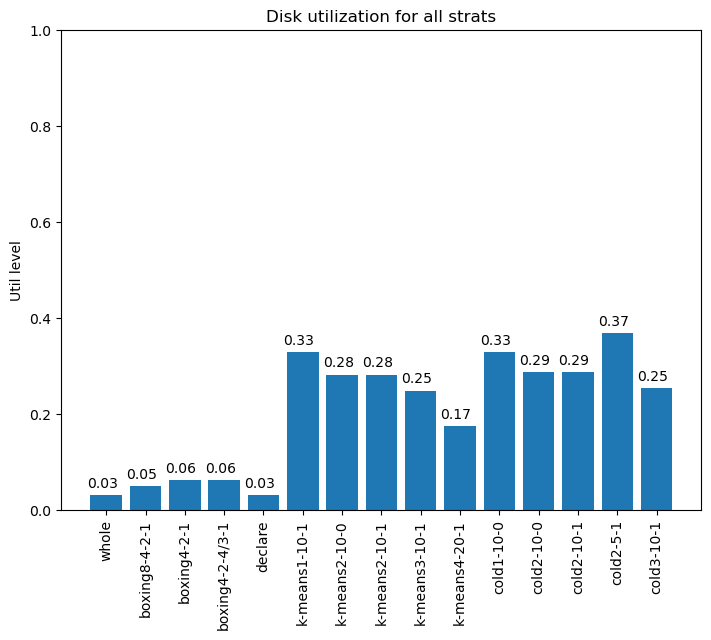 Disk utilization for all strats
Util level
1.0
0.8
0.6
0.4
0.2
0.0
0.03
0.05
0.06
0.06
0.03
0.33
0.28
0.28
0.25
0.17
0.33
0.29
0.29
0.37
0.25
whole
boxing8-4-2-1
boxing4-2-1
boxing4-2-4/3-1
declare
k-means1-10-1
k-means2-10-0
k-means2-10-1
k-means3-10-1
k-means4-20-1
cold1-10-0
cold2-10-0
cold2-10-1
cold2-5-1
cold3-10-1